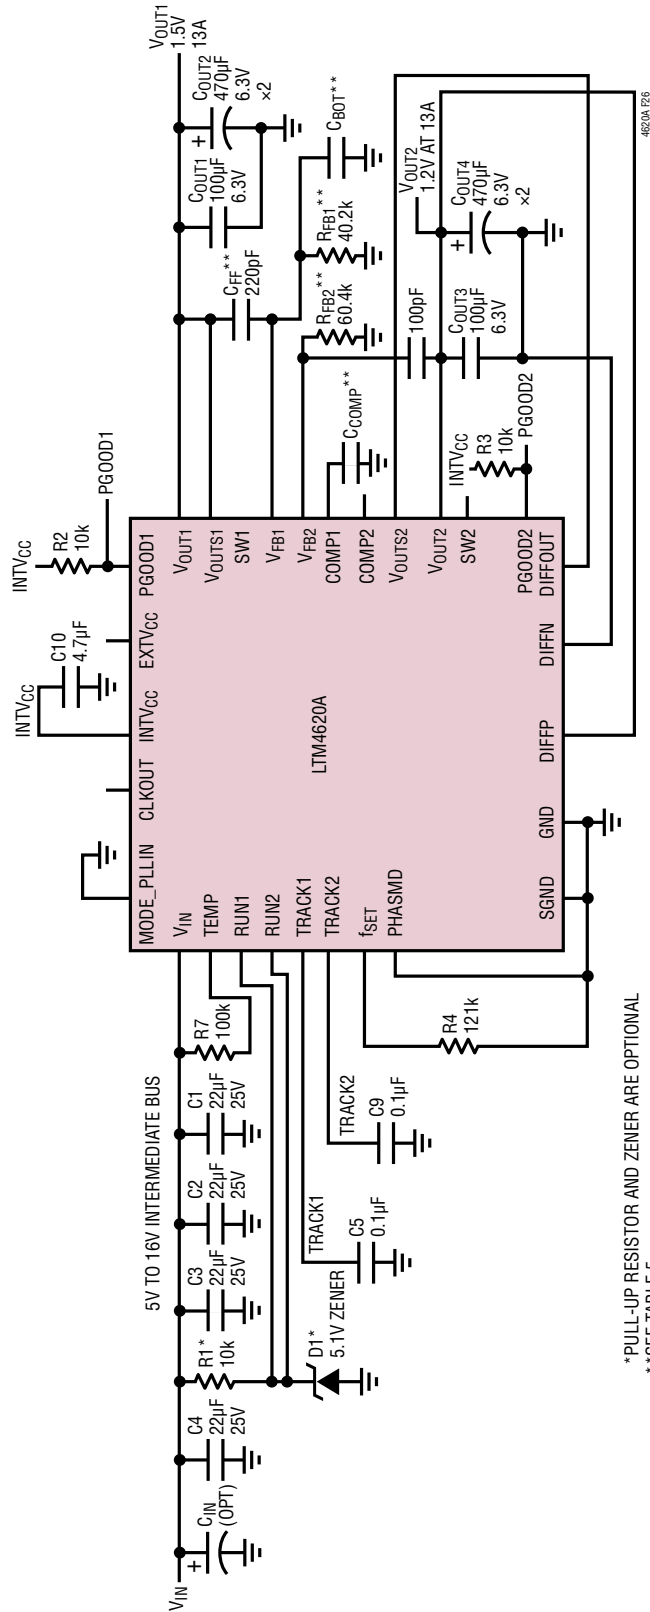 V_IN
C_IN
(OPT)
+
C4
22µF
25V
R1*
10k
5V TO 16V INTERMEDIATE BUS
C3
22µF
25V
C2
22µF
25V
C1
22µF
25V
R7
100k
D1*
5.1V ZENER
TRACK1
C5
0.1µF
TRACK2
C9
0.1µF
R4
121k
INTVCC
C10
4.7µF
INTVCC
R2
10k
PGOOD1
MODE_PLLIN
CLKOUT
INTVCC
EXTVCC
PGOOD1
V_IN
TEMP
RUN1
RUN2
TRACK1
TRACK2
fSET
PHASMD
LTM4620A
VOUT1
VOUTS1
SW1
VFB1
VFB2
COMP1
COMP2
VOUTS2
VOUT2
SW2
PGOOD2
SGND
GND
DIFFP
DIFFN
DIFFOUT
VOUT1
1.5V
13A
COUT1
100µF
6.3V
+
COUT2
470µF
6.3V
×2
CFF**
220pF
RFB2**
60.4k
RFB1**
40.2k
CBOT**
CCOMP**
100pF
VOUT2
1.2V AT 13A
COUT3
100µF
6.3V
+
COUT4
470µF
6.3V
×2
INTVCC
R3
10k
PGOOD2
4620A F26
*PULL-UP RESISTOR AND ZENER ARE OPTIONAL
**SEE TABLE 5